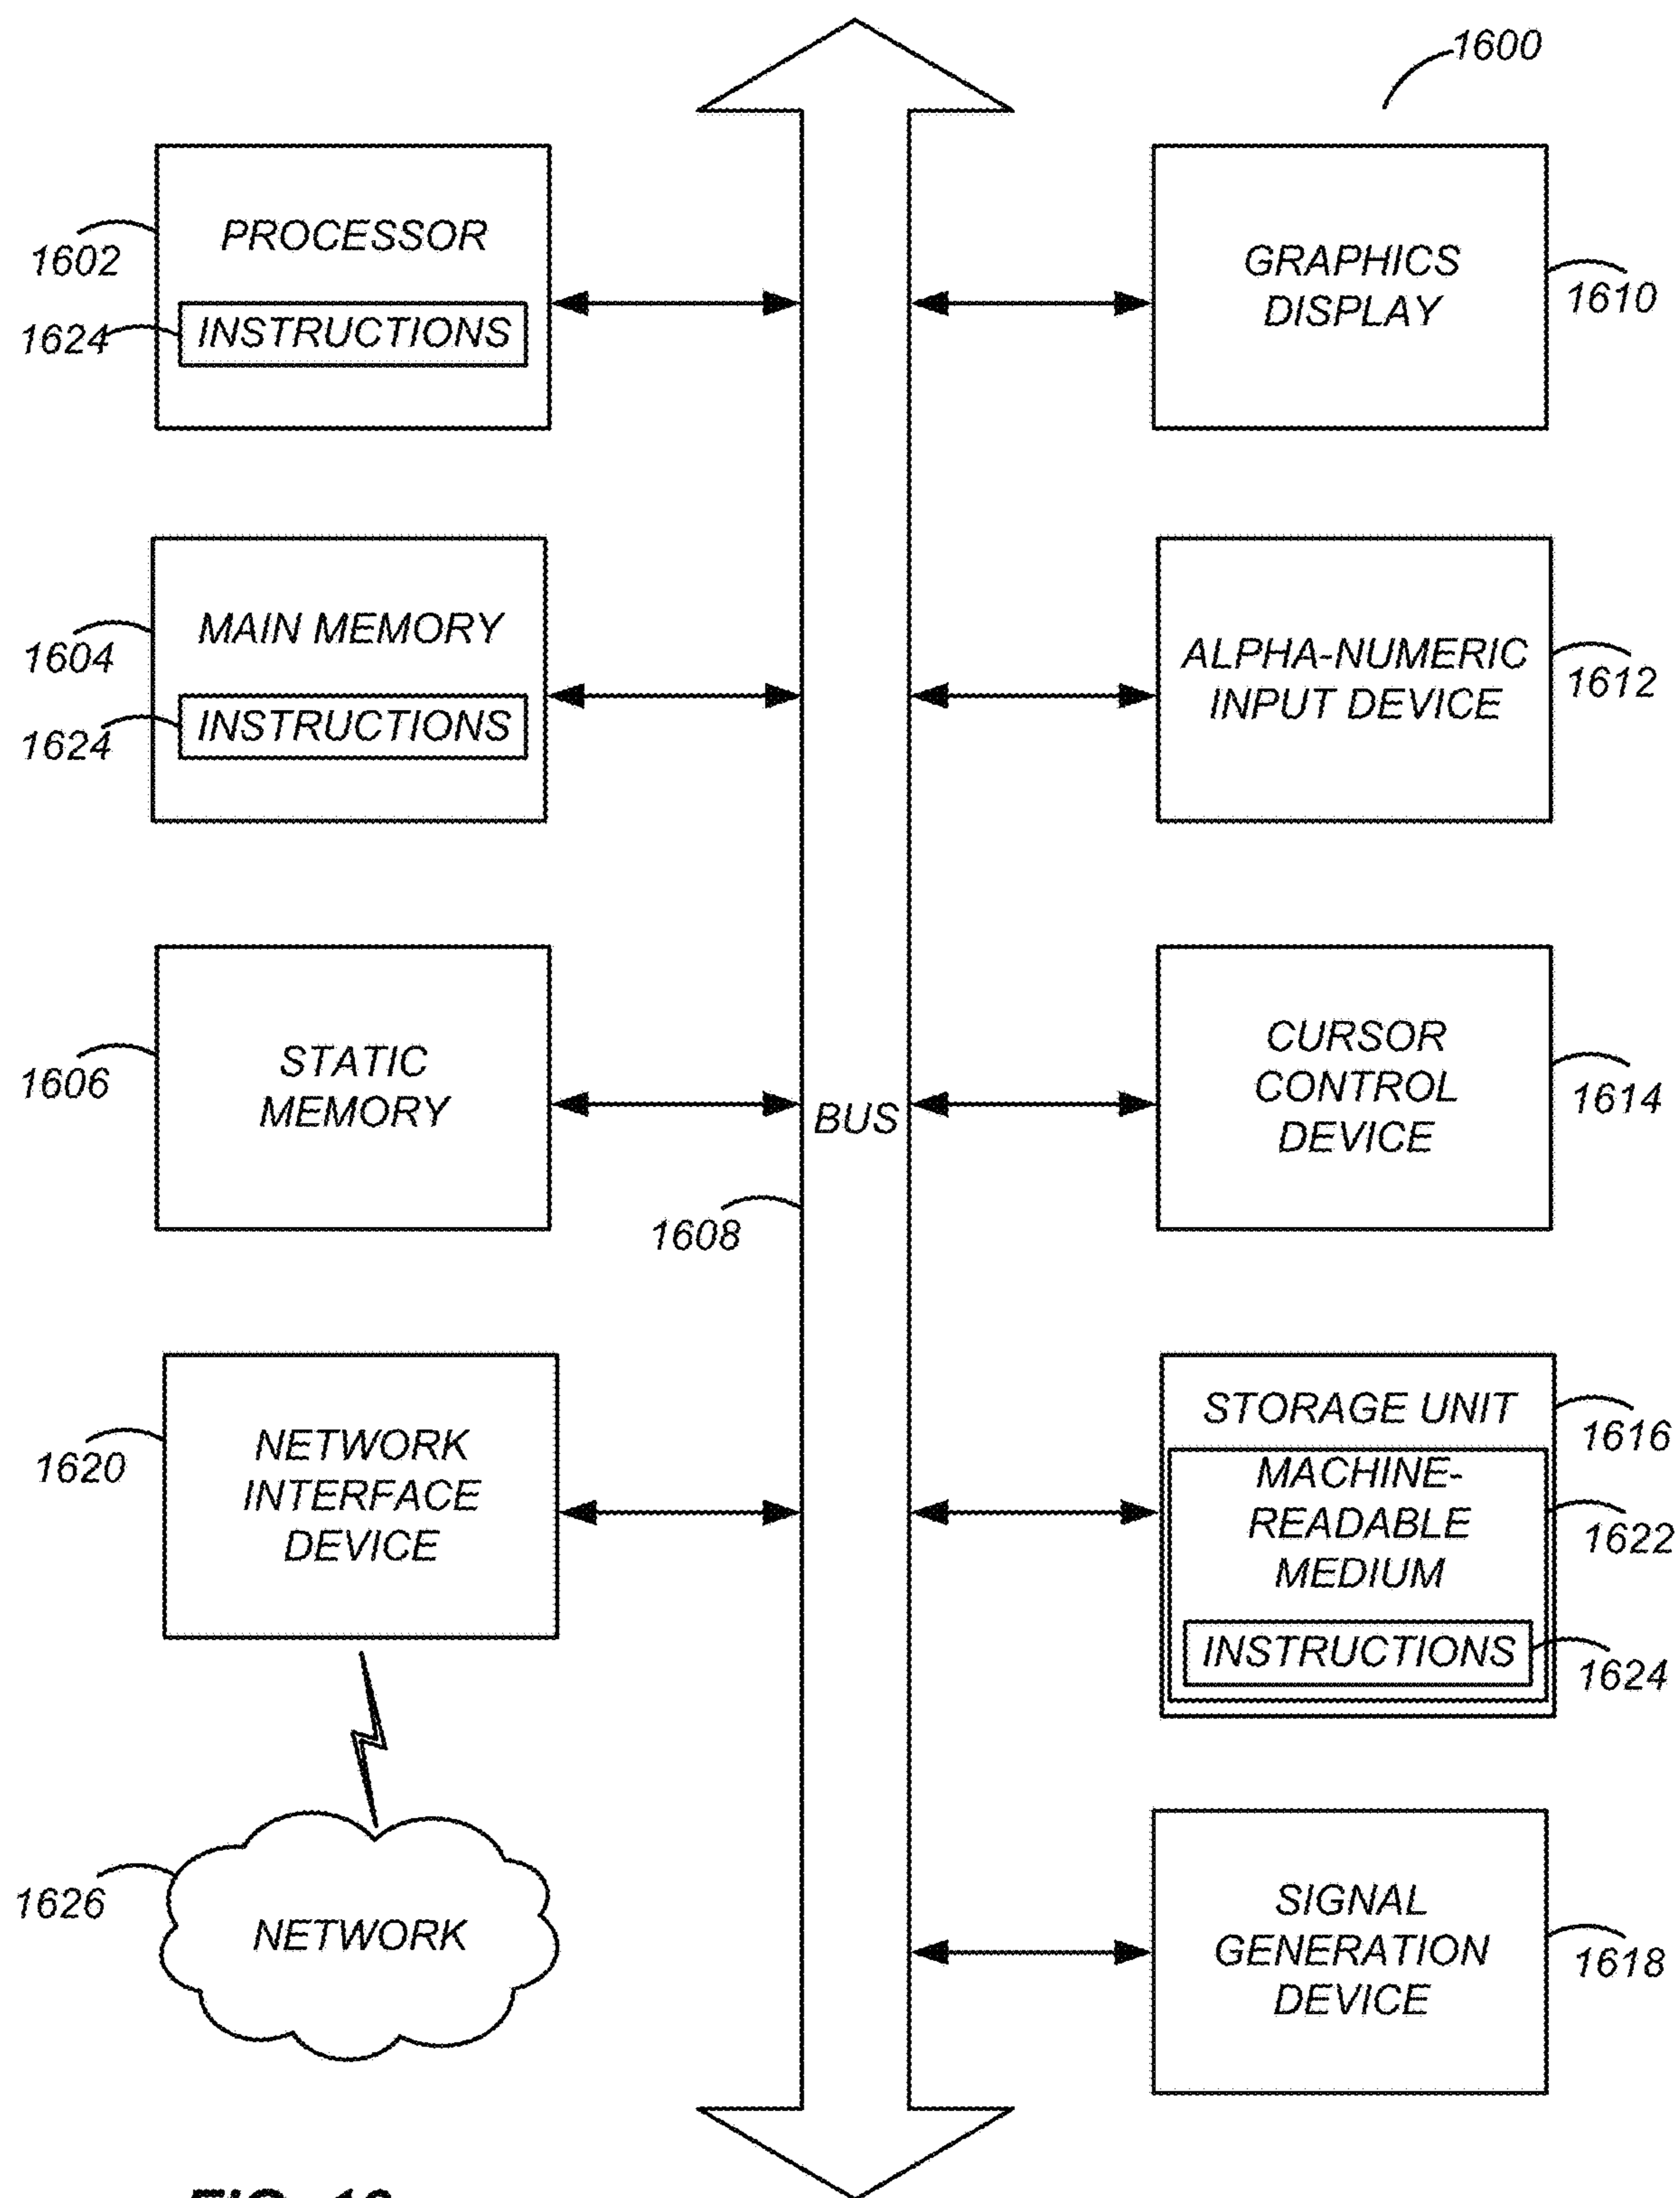 1600
PROCESSOR
1602
1624
INSTRUCTIONS
GRAPHICS
DISPLAY
1610
MAIN MEMORY
1604
1624
INSTRUCTIONS
ALPHA-NUMERIC
INPUT DEVICE
1612
STATIC
MEMORY
1606
BUS
1608
CURSOR
CONTROL
DEVICE
1614
NETWORK
INTERFACE
DEVICE
1620
STORAGE UNIT
1616
MACHINE-
READABLE
MEDIUM
1622
INSTRUCTIONS
1624
NETWORK
1626
SIGNAL
GENERATION
DEVICE
1618